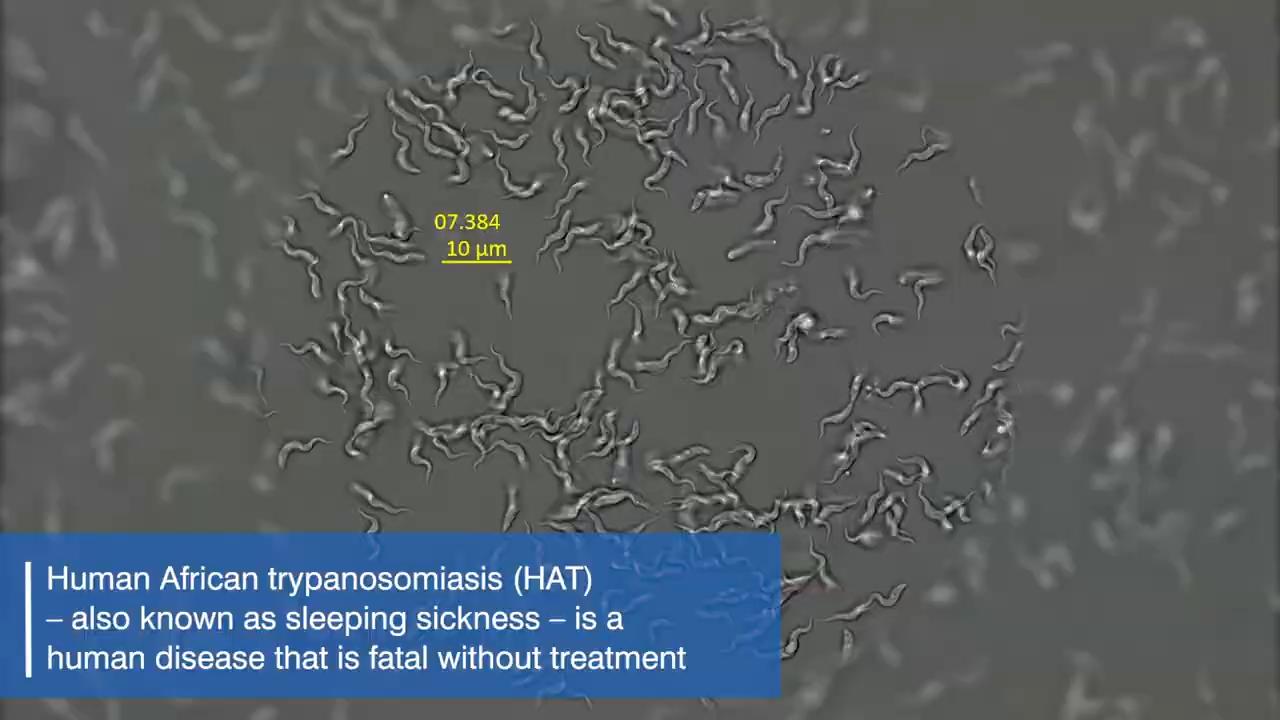 07.384
10 µm
Human African trypanosomiasis (HAT)
– also known as sleeping sickness – is a
human disease that is fatal without treatment